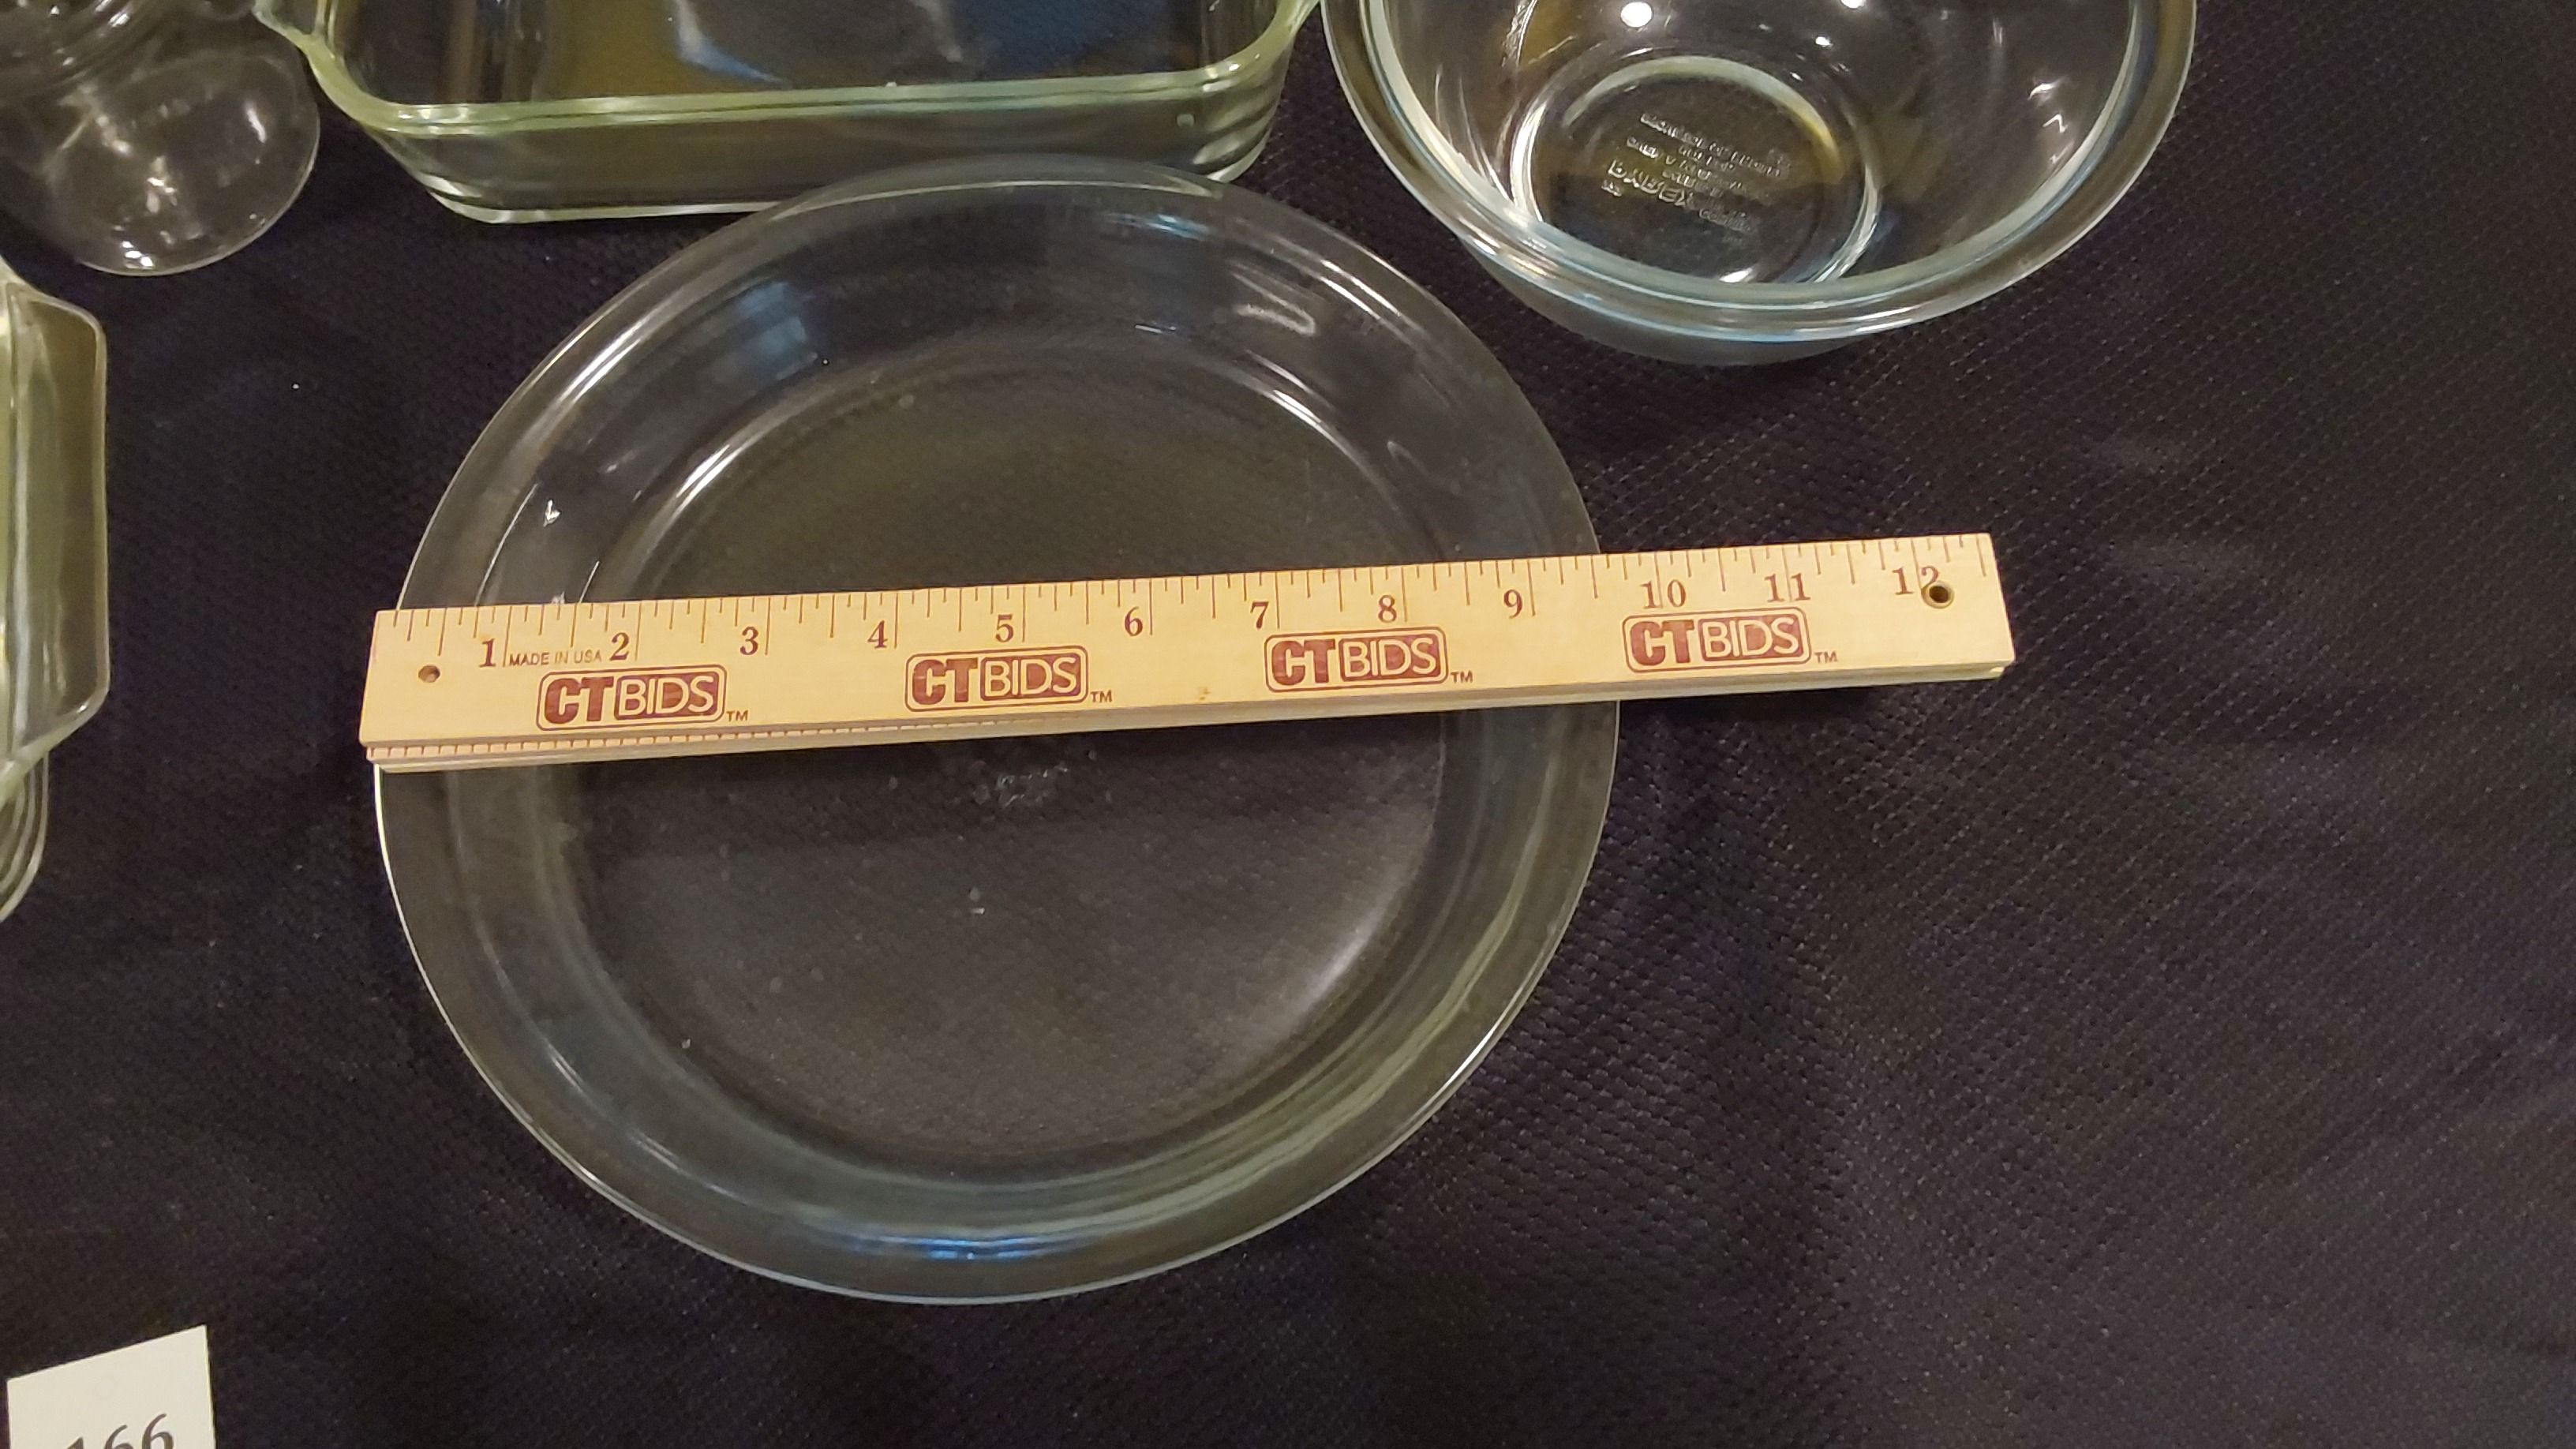 PYREX
1 2 3 4 5 6 7 8 9 10 11 12
MADE IN USA
CTBIDS™ CTBIDS™ CTBIDS™ CTBIDS™
166